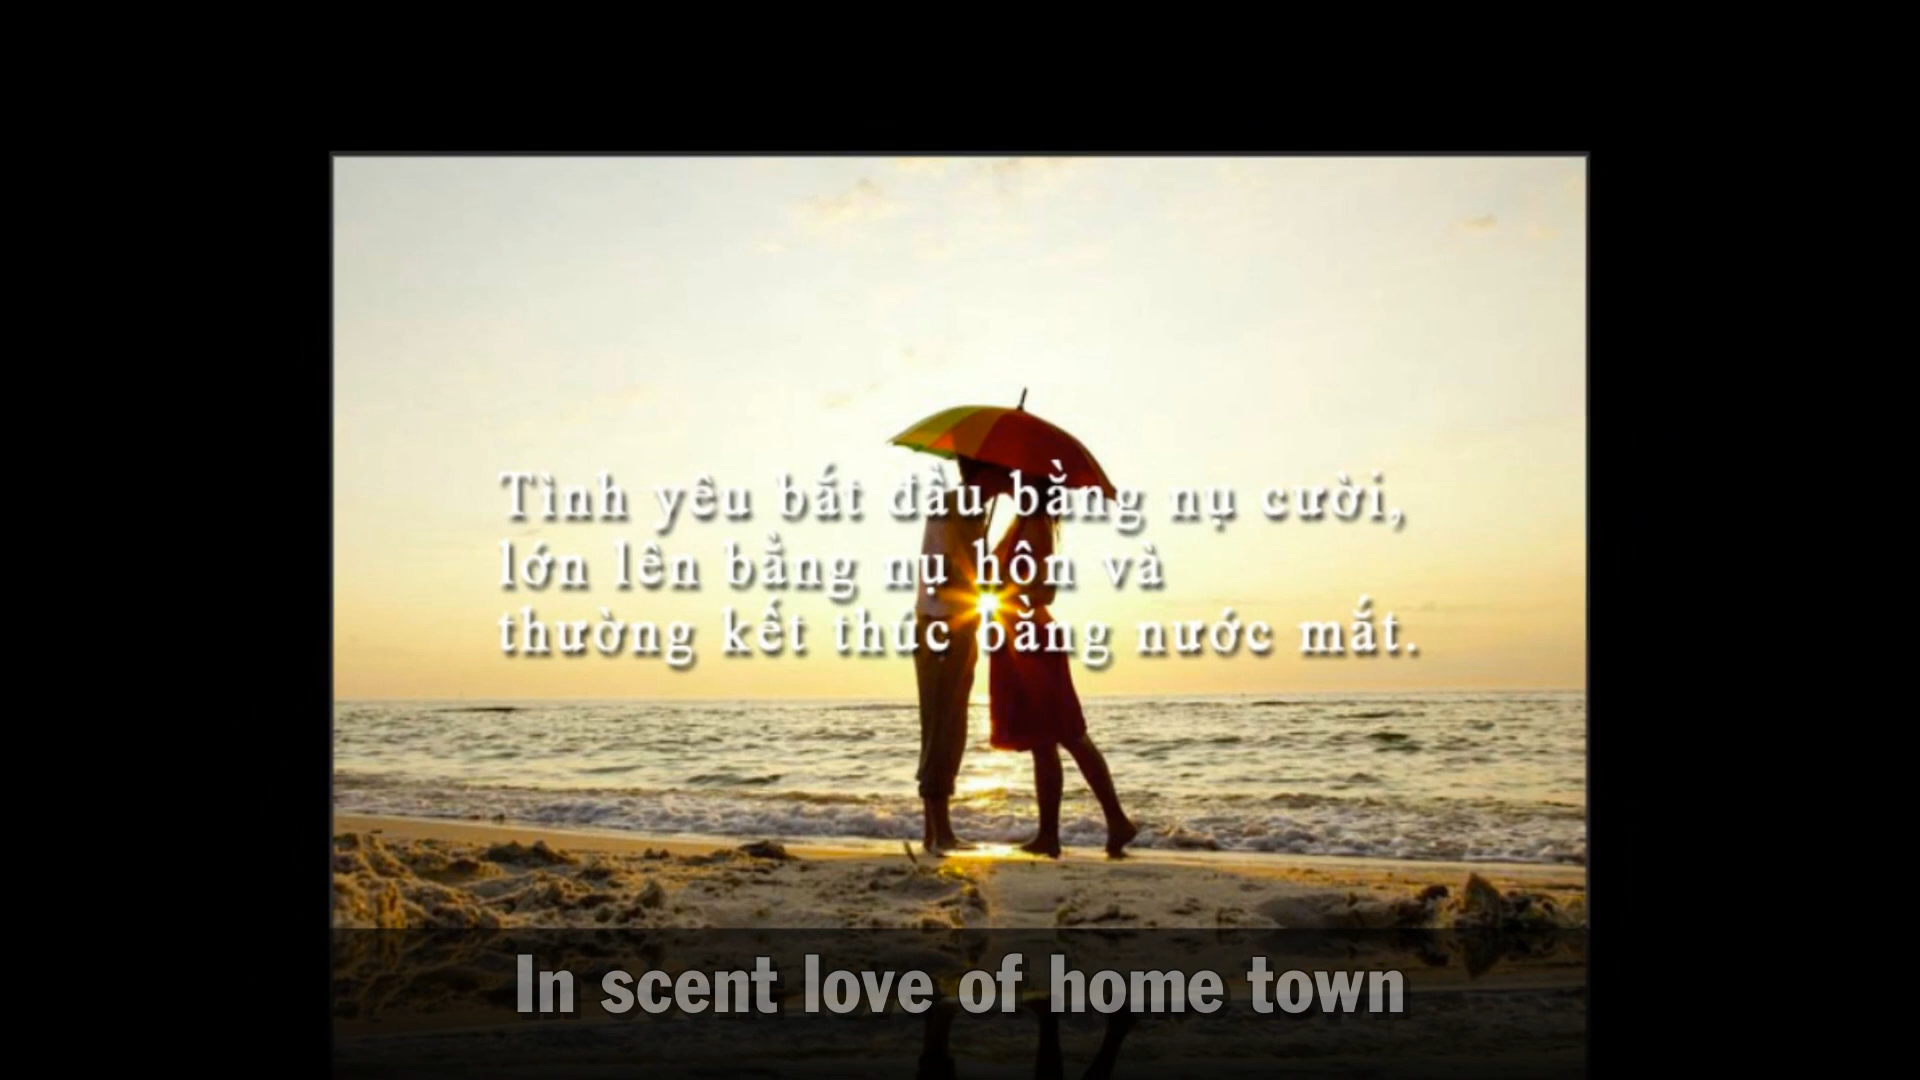 Tình yêu bắt đầu bằng nụ cười,
lớn lên bằng nụ hôn và
thường kết thúc bằng nước mắt.
In scent love of home town